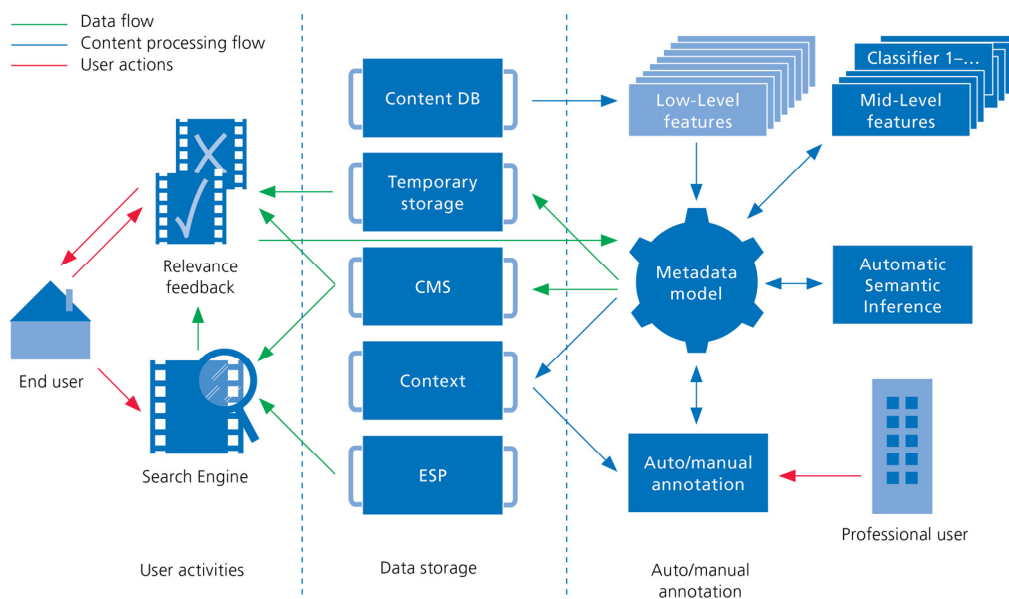 Data flow
Content processing flow
User actions
Content DB
Low-Level
features
Classifier 1–...
Mid-Level
features
Temporary
storage
Relevance
feedback
CMS
Metadata
model
Automatic
Semantic
Inference
End user
Context
Search Engine
ESP
Auto/manual
annotation
Professional user
User activities
Data storage
Auto/manual
annotation